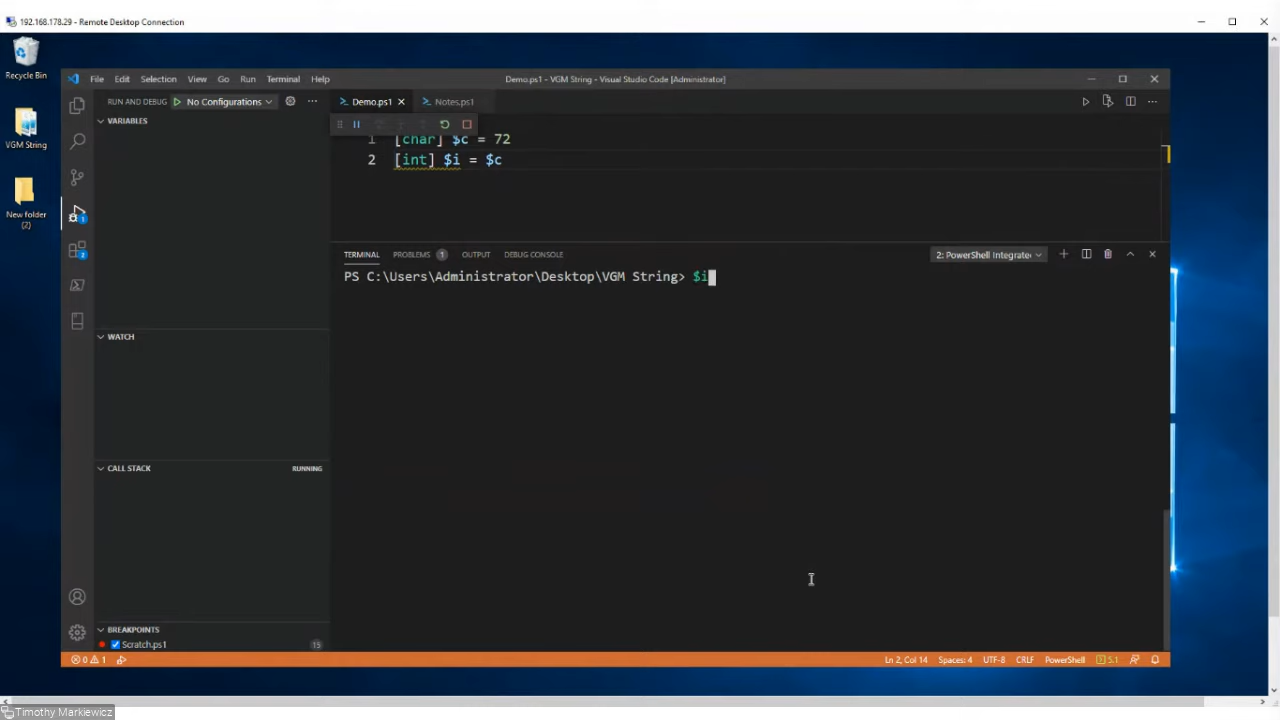 192.168.178.29 - Remote Desktop Connection
Recycle Bin
VGM String
New folder
(2)
File Edit Selection View Go Run Terminal Help
Demo.ps1 - VGM String - Visual Studio Code [Administrator]
RUN AND DEBUG No Configurations
Demo.ps1
Notes.ps1
VARIABLES
1 [char] $c = 72
2 [int] $i = $c
TERMINAL PROBLEMS 1 OUTPUT DEBUG CONSOLE
2: PowerShell Integrate
PS C:\Users\Administrator\Desktop\VGM String> $i
WATCH
CALL STACK RUNNING
BREAKPOINTS
Scratch.ps1 15
0 1
Ln 2, Col 14 Spaces: 4 UTF-8 CRLF PowerShell 5.1
Timothy Markiewicz